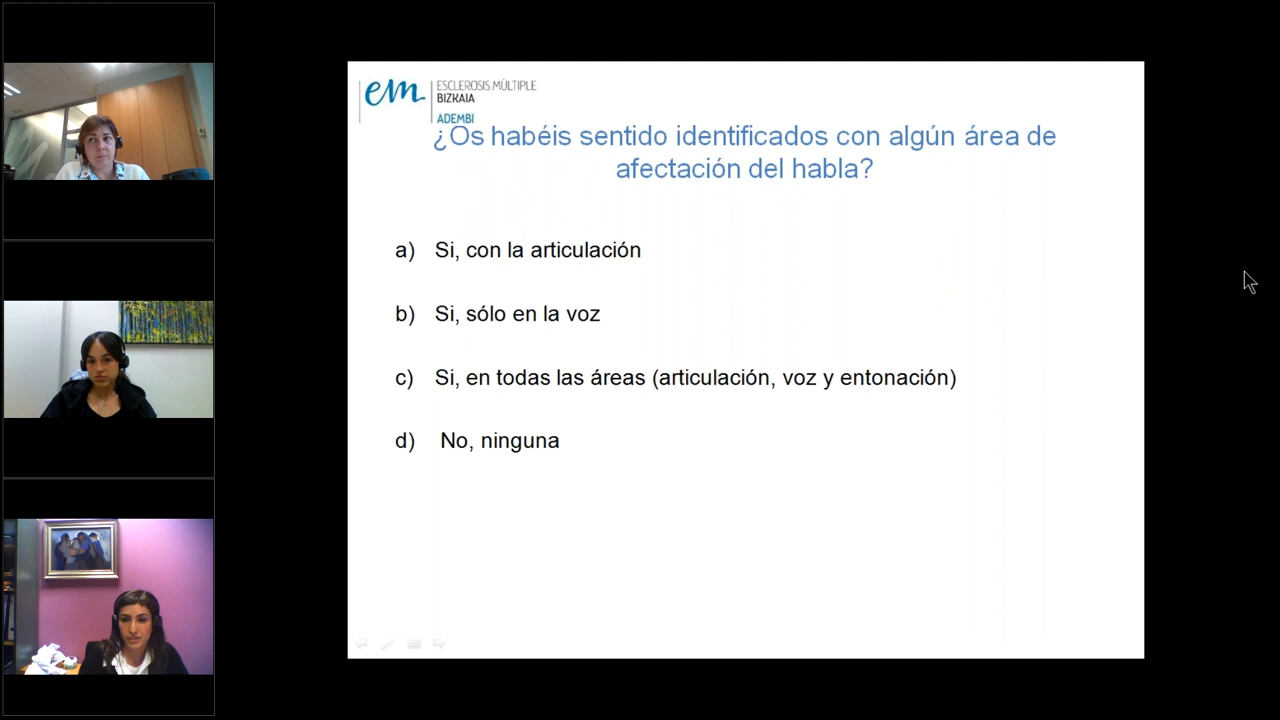 em ESCLEROSIS MÚLTIPLE
BIZKAIA
ADEMBI
¿Os habéis sentido identificados con algún área de
afectación del habla?
a) Si, con la articulación
b) Si, sólo en la voz
c) Si, en todas las áreas (articulación, voz y entonación)
d) No, ninguna